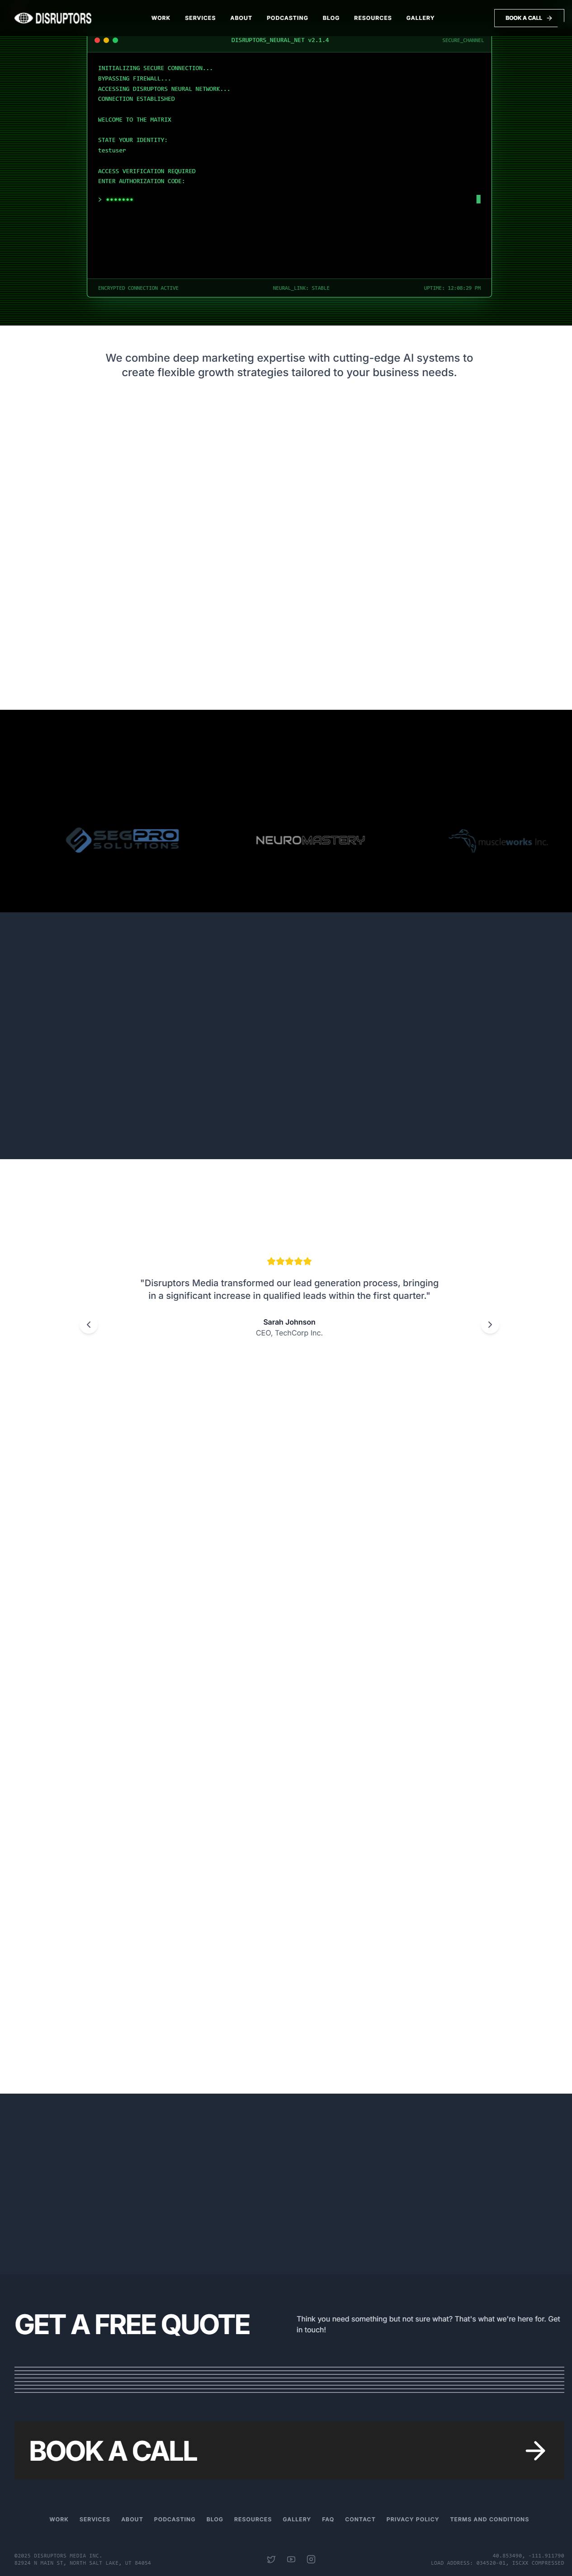 DISRUPTORS
WORK SERVICES ABOUT PODCASTING BLOG RESOURCES GALLERY
BOOK A CALL
DISRUPTORS_NEURAL_NET v2.1.4
SECURE_CHANNEL
INITIALIZING SECURE CONNECTION...
BYPASSING FIREWALL...
ACCESSING DISRUPTORS NEURAL NETWORK...
CONNECTION ESTABLISHED
WELCOME TO THE MATRIX
STATE YOUR IDENTITY:
testuser
ACCESS VERIFICATION REQUIRED
ENTER AUTHORIZATION CODE:
> *******
ENCRYPTED CONNECTION ACTIVE
NEURAL_LINK: STABLE
UPTIME: 12:08:29 PM
We combine deep marketing expertise with cutting-edge AI systems to
create flexible growth strategies tailored to your business needs.
SEGPRO
SOLUTIONS
NEUROMASTERY
muscleworks inc.
"Disruptors Media transformed our lead generation process, bringing
in a significant increase in qualified leads within the first quarter."
Sarah Johnson
CEO, TechCorp Inc.
GET A FREE QUOTE
Think you need something but not sure what? That's what we're here for. Get
in touch!
BOOK A CALL
WORK SERVICES ABOUT PODCASTING BLOG RESOURCES GALLERY FAQ CONTACT PRIVACY POLICY TERMS AND CONDITIONS
©2025 DISRUPTORS MEDIA INC.
N MAIN ST, NORTH SALT LAKE, UT 84054
LOAD ADDRESS: COMPRESSED